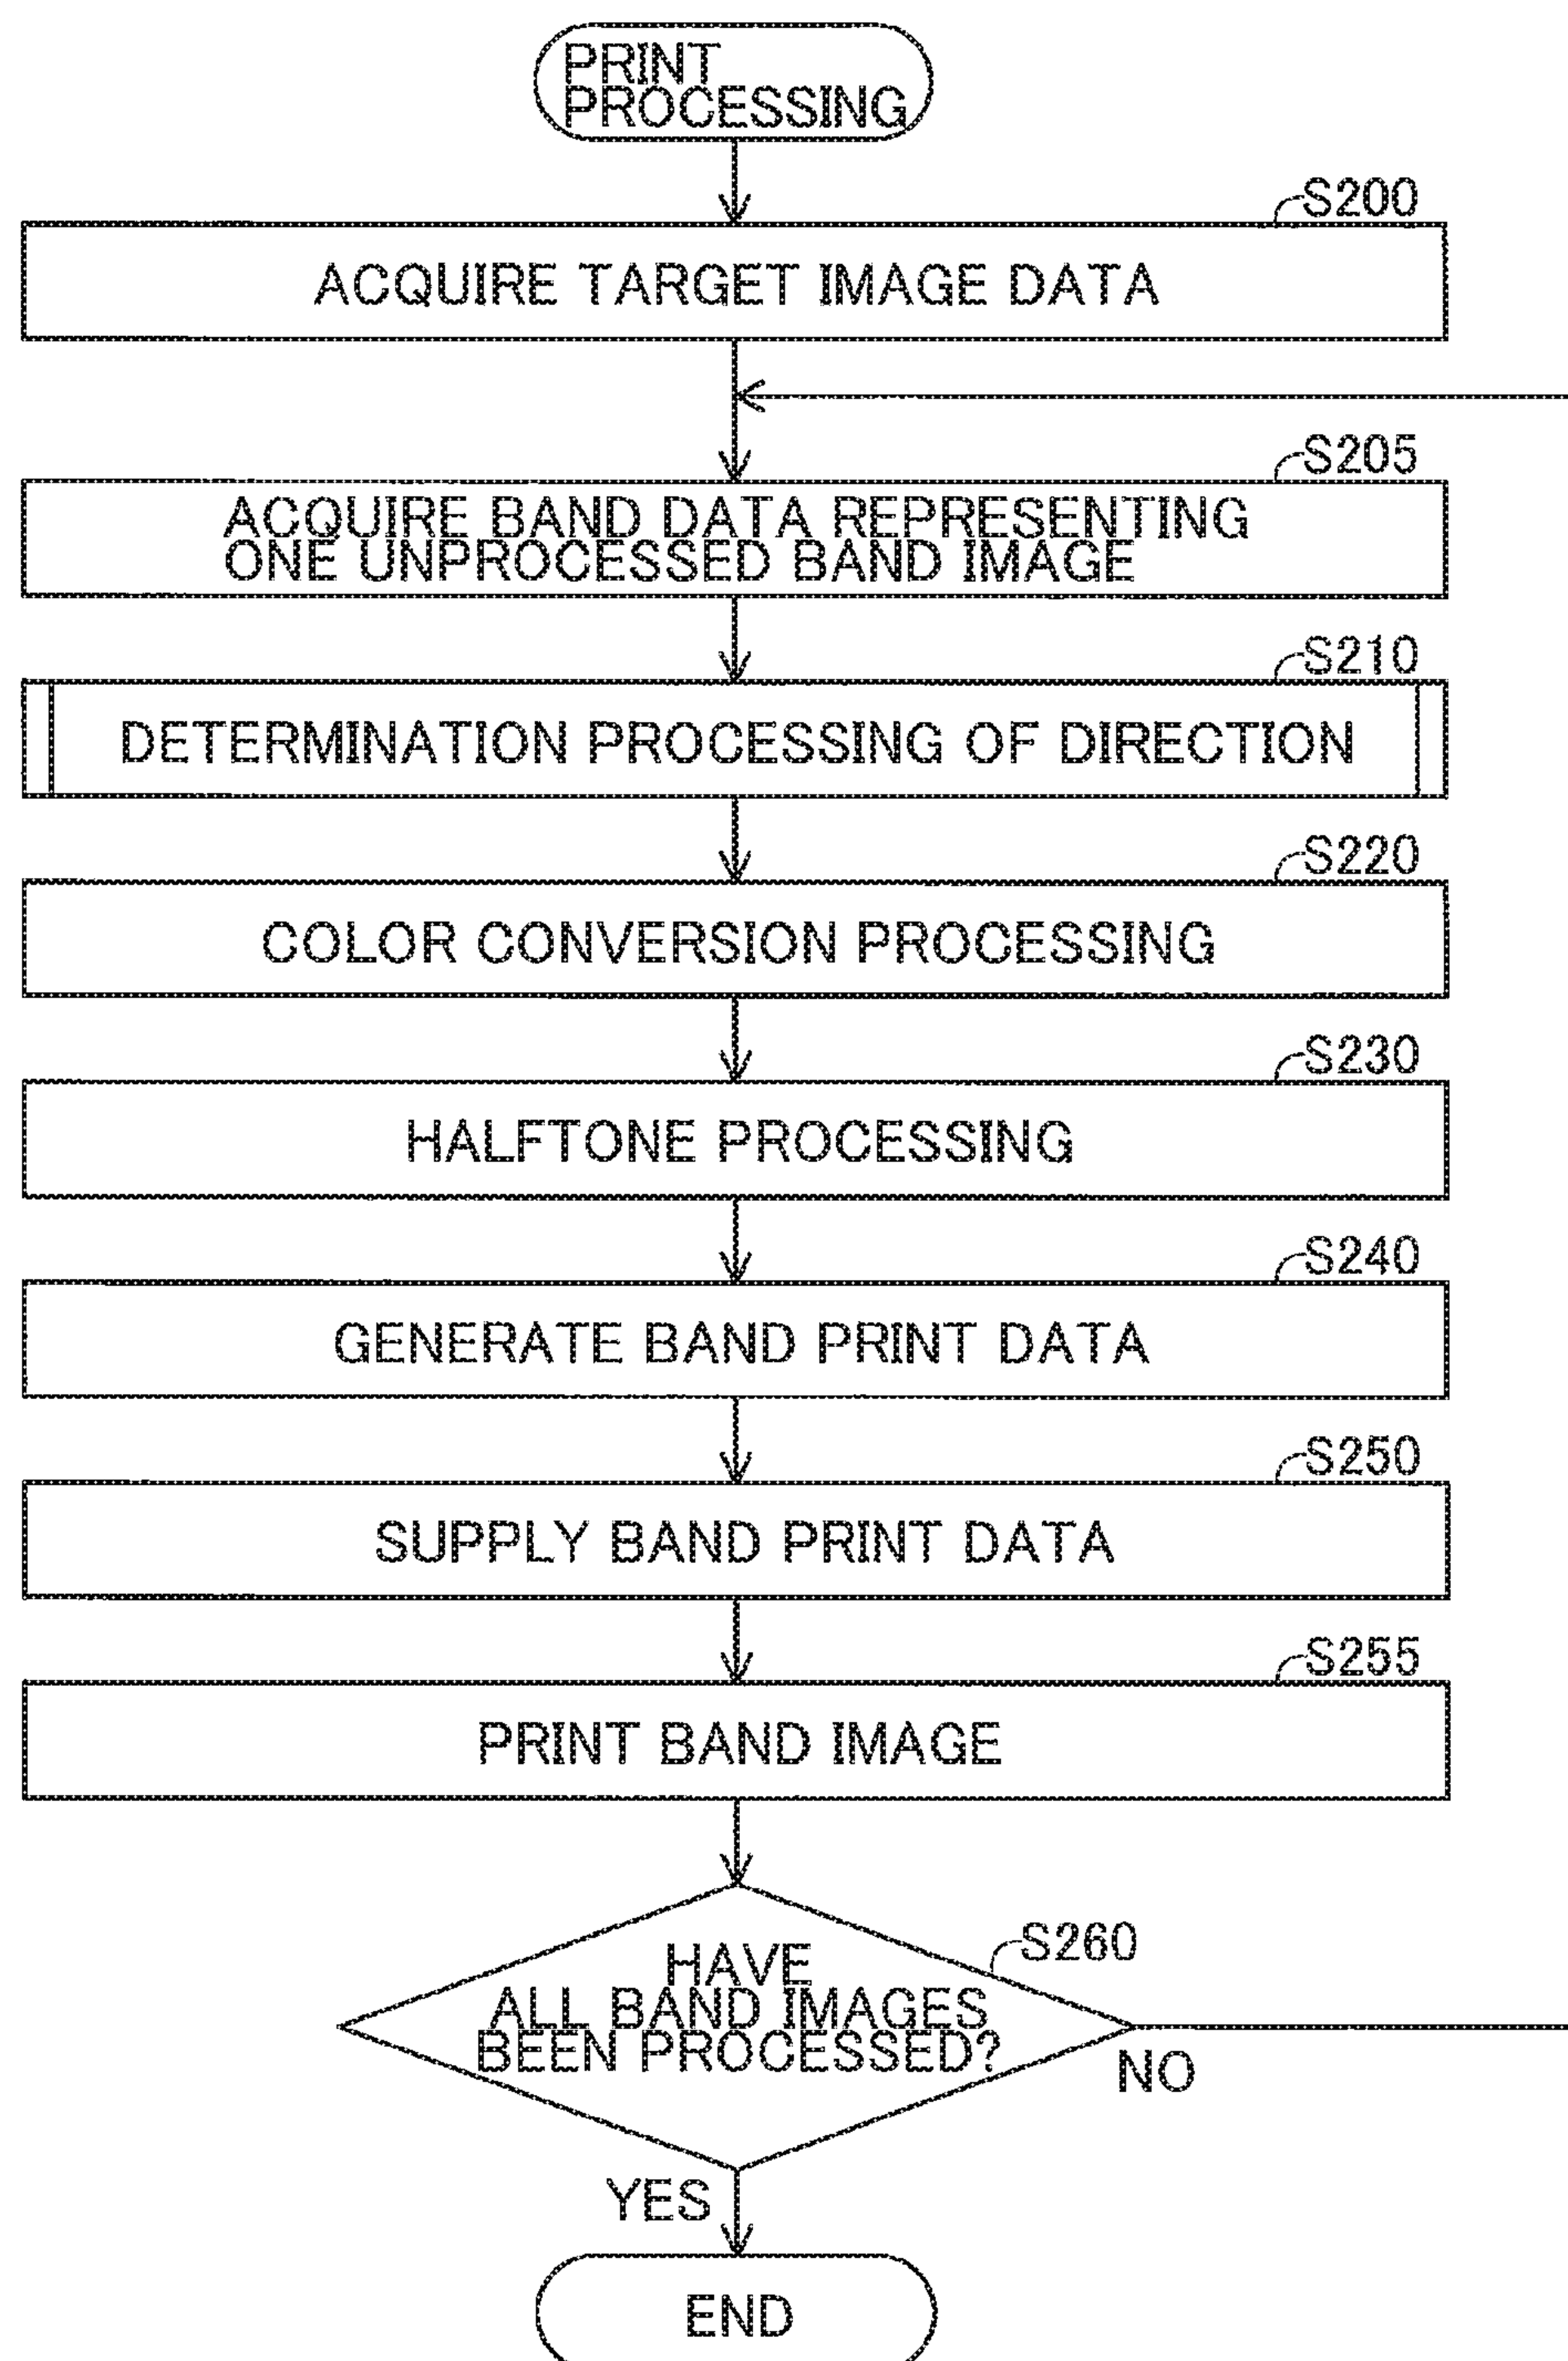 PRINT
PROCESSING
S200
ACQUIRE TARGET IMAGE DATA
S205
ACQUIRE BAND DATA REPRESENTING
ONE UNPROCESSED BAND IMAGE
S210
DETERMINATION PROCESSING OF DIRECTION
S220
COLOR CONVERSION PROCESSING
S230
HALFTONE PROCESSING
S240
GENERATE BAND PRINT DATA
S250
SUPPLY BAND PRINT DATA
S255
PRINT BAND IMAGE
S260
HAVE
ALL BAND IMAGES
BEEN PROCESSED?
NO
YES
END